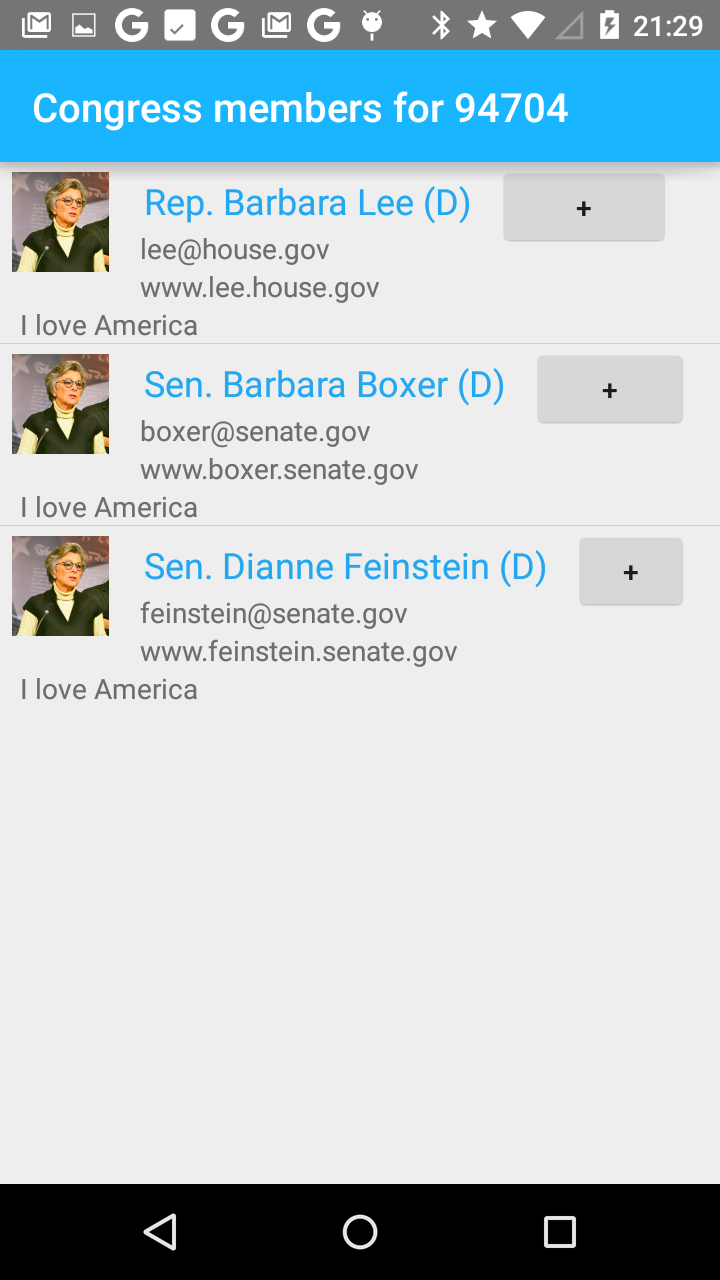 21:29
Congress members for 94704
Rep. Barbara Lee (D) +
lee@house.gov
www.lee.house.gov
I love America
Sen. Barbara Boxer (D) +
boxer@senate.gov
www.boxer.senate.gov
I love America
Sen. Dianne Feinstein (D) +
feinstein@senate.gov
www.feinstein.senate.gov
I love America